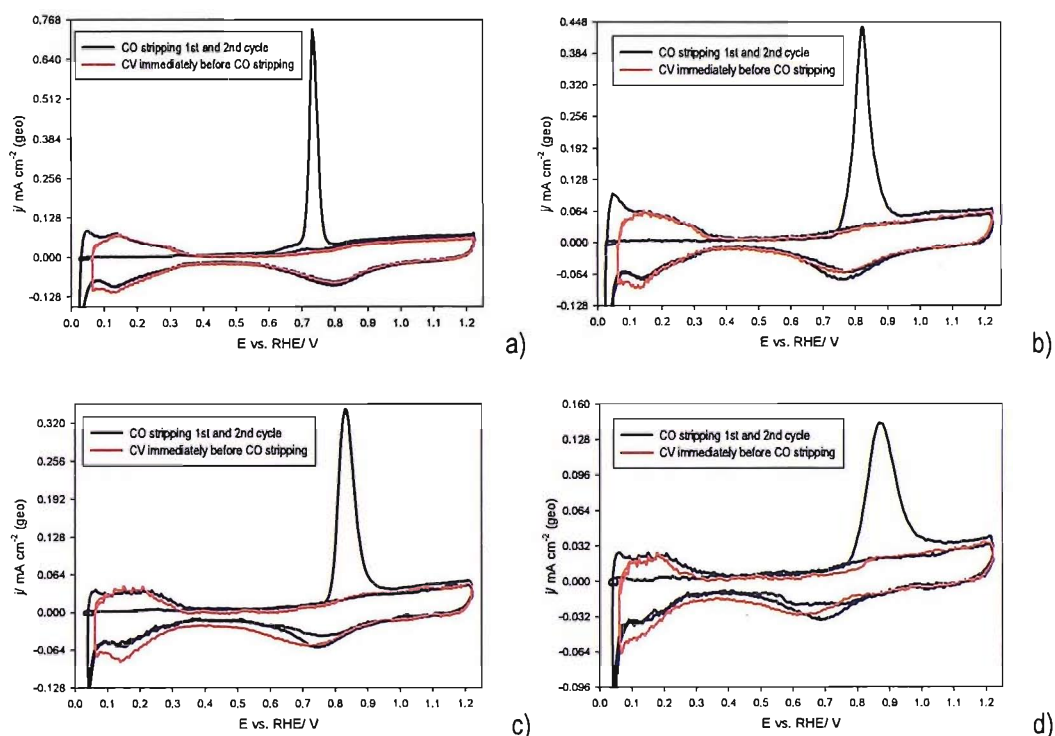 0.768
0.640
0.512
0.384
0.256
0.128
0.000
-0.128
j/ mA cm⁻² (geo)
CO stripping 1st and 2nd cycle
CV immediately before CO stripping
0.0 0.1 0.2 0.3 0.4 0.5 0.6 0.7 0.8 0.9 1.0 1.1 1.2
E vs. RHE/ V
a)
0.448
0.384
0.320
0.256
0.192
0.128
0.064
0.000
-0.064
-0.128
j/ mA cm⁻² (geo)
CO stripping 1st and 2nd cycle
CV immediately before CO stripping
0.0 0.1 0.2 0.3 0.4 0.5 0.6 0.7 0.8 0.9 1.0 1.1 1.2
E vs. RHE/ V
b)
0.320
0.256
0.192
0.128
0.064
0.000
-0.064
-0.128
j/ mA cm⁻² (geo)
CO stripping 1st and 2nd cycle
CV immediately before CO stripping
0.0 0.1 0.2 0.3 0.4 0.5 0.6 0.7 0.8 0.9 1.0 1.1 1.2
E vs. RHE/ V
c)
0.160
0.128
0.096
0.064
0.032
0.000
-0.032
-0.064
-0.096
j/ mA cm⁻² (geo)
CO stripping 1st and 2nd cycle
CV immediately before CO stripping
0.0 0.1 0.2 0.3 0.4 0.5 0.6 0.7 0.8 0.9 1.0 1.1 1.2
E vs. RHE/ V
d)